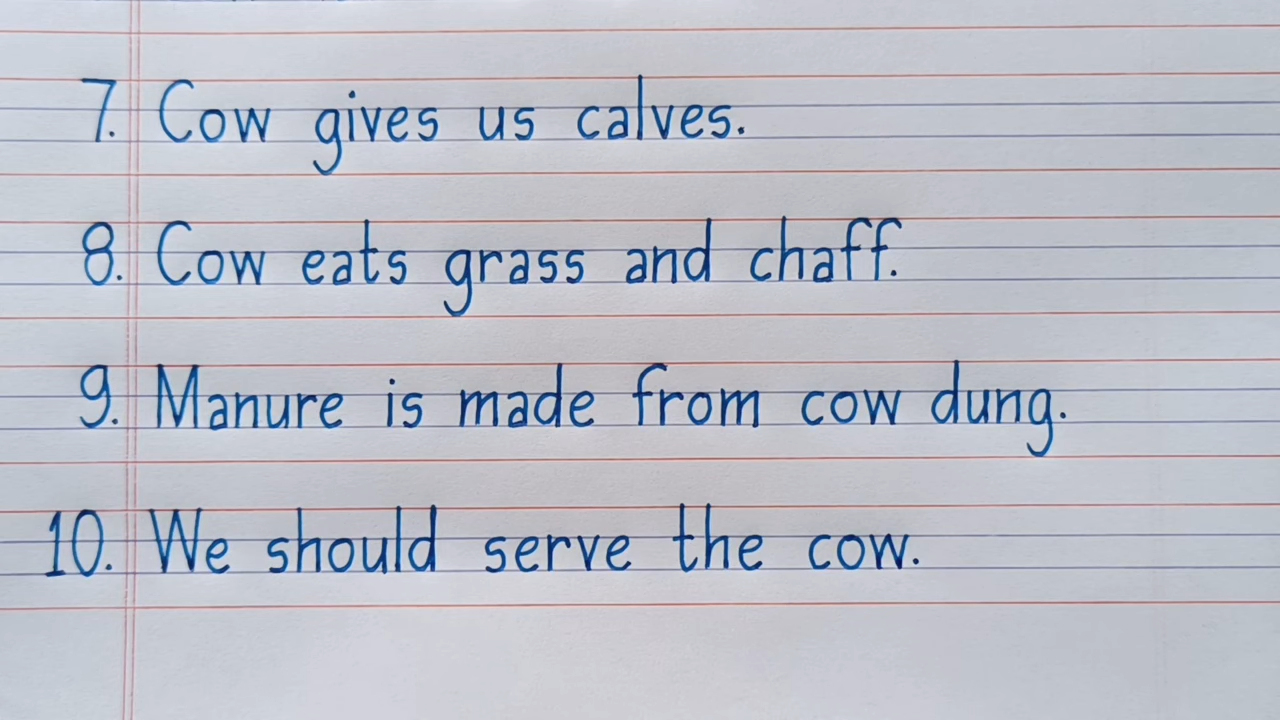 7. Cow gives us calves.
8. Cow eats grass and chaff.
9. Manure is made from cow dung.
10. We should serve the cow.